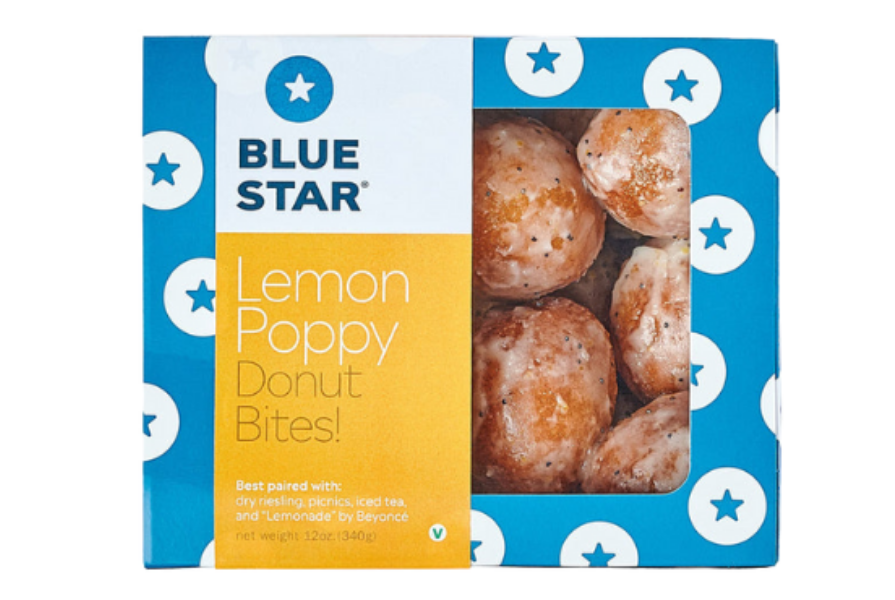 BLUE
STAR®
Lemon
Poppy
Donut
Bites!
Best paired with:
dry riesling, picnics, iced tea,
and "Lemonade" by Beyoncé
net weight 12oz. (340g)
V